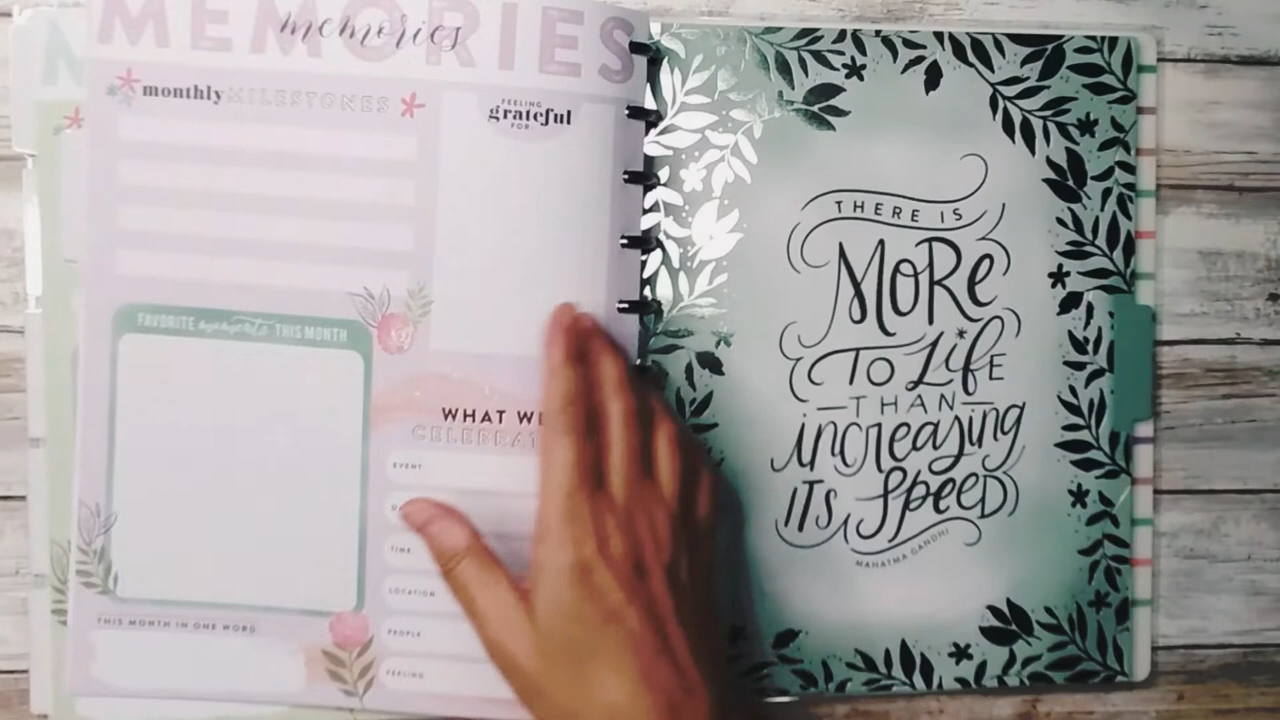 MEMORIES
memories
monthly MILESTONES
FEELING
grateful
FOR:
FAVORITE moments THIS MONTH
WHAT WE
EVENT
TIME
LOCATION
PEOPLE
FEELING
THIS MONTH IN ONE WORD
THERE IS
MORE
TO Life
THAN
increasing
ITS SpeeD
MAHATMA GANDHI